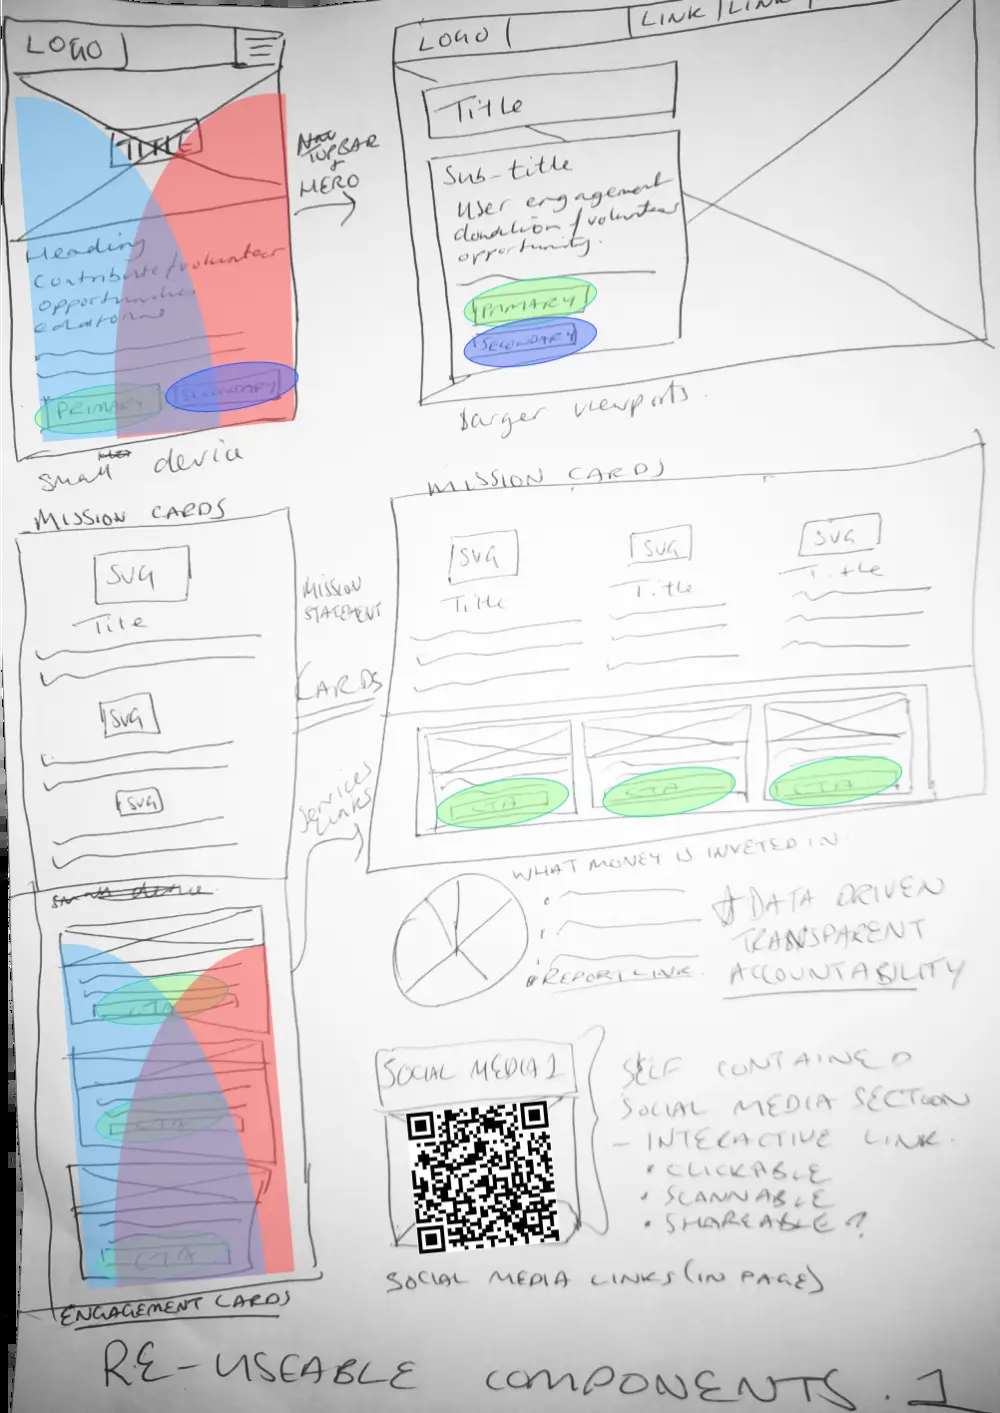 LOGO
TITLE
Heading
Contribute/volunteer
opportunities
PRIMARY
SECONDARY
small device
TOPBAR
+
HERO
LOGO
LINK
LINK
Title
Sub-title
User engagement
donation/volunteer
opportunity.
PRIMARY
SECONDARY
Larger viewports.
MISSION CARDS
SVG
Title
SVG
SVG
small device
MISSION
STATEMENT
CARDS
Services
Links
MISSION CARDS
SVG
Title
SVG
Title
SVG
Title
CTA
CTA
CTA
WHAT MONEY IS INVETED IN.
REPORT LINK.
DATA DRIVEN
TRANSPARENT
ACCOUNTABILITY
CTA
CTA
CTA
ENGAGEMENT CARDS
SOCIAL MEDIA 1
SELF CONTAINED
SOCIAL MEDIA SECTION
- INTERACTIVE LINK.
• CLICKABLE
• SCANNABLE
• SHAREABLE?
SOCIAL MEDIA LINKS (IN PAGE)
RE-USEABLE COMPONENTS. 1